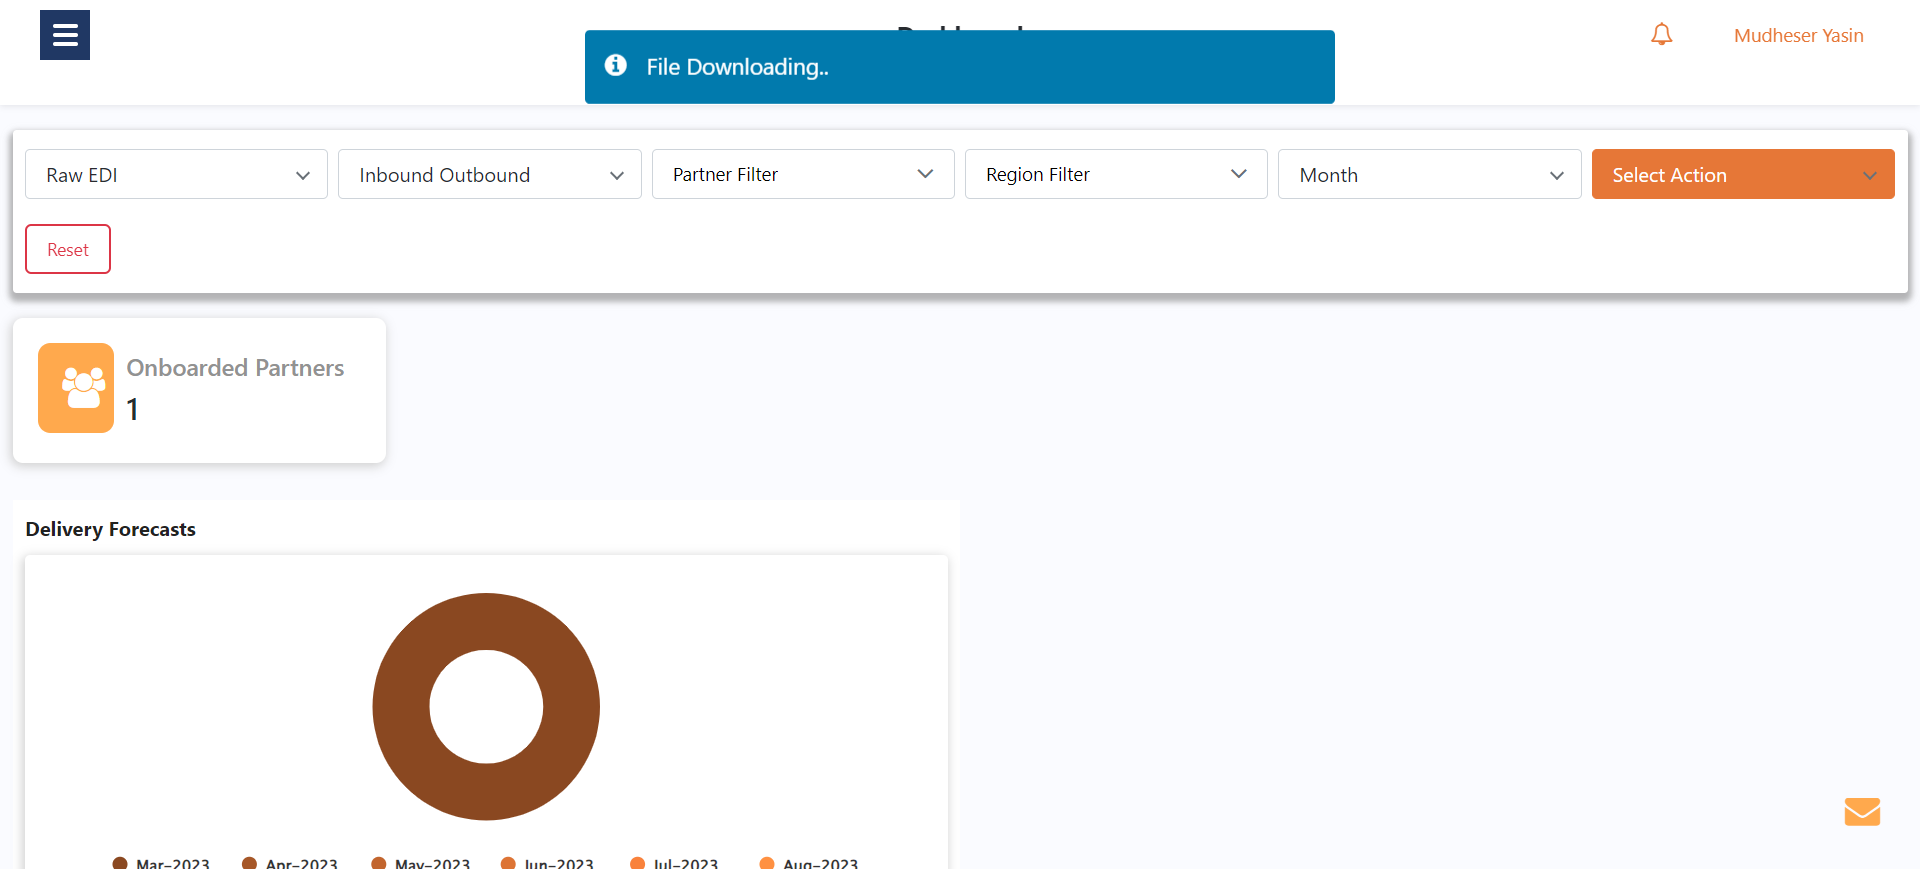 Mudheser Yasin
File Downloading..
Raw EDI
Inbound Outbound
Partner Filter
Region Filter
Month
Select Action
Reset
Onboarded Partners
1
Delivery Forecasts
Mar-2023
Apr-2023
May-2023
Jun-2023
Jul-2023
Aug-2023